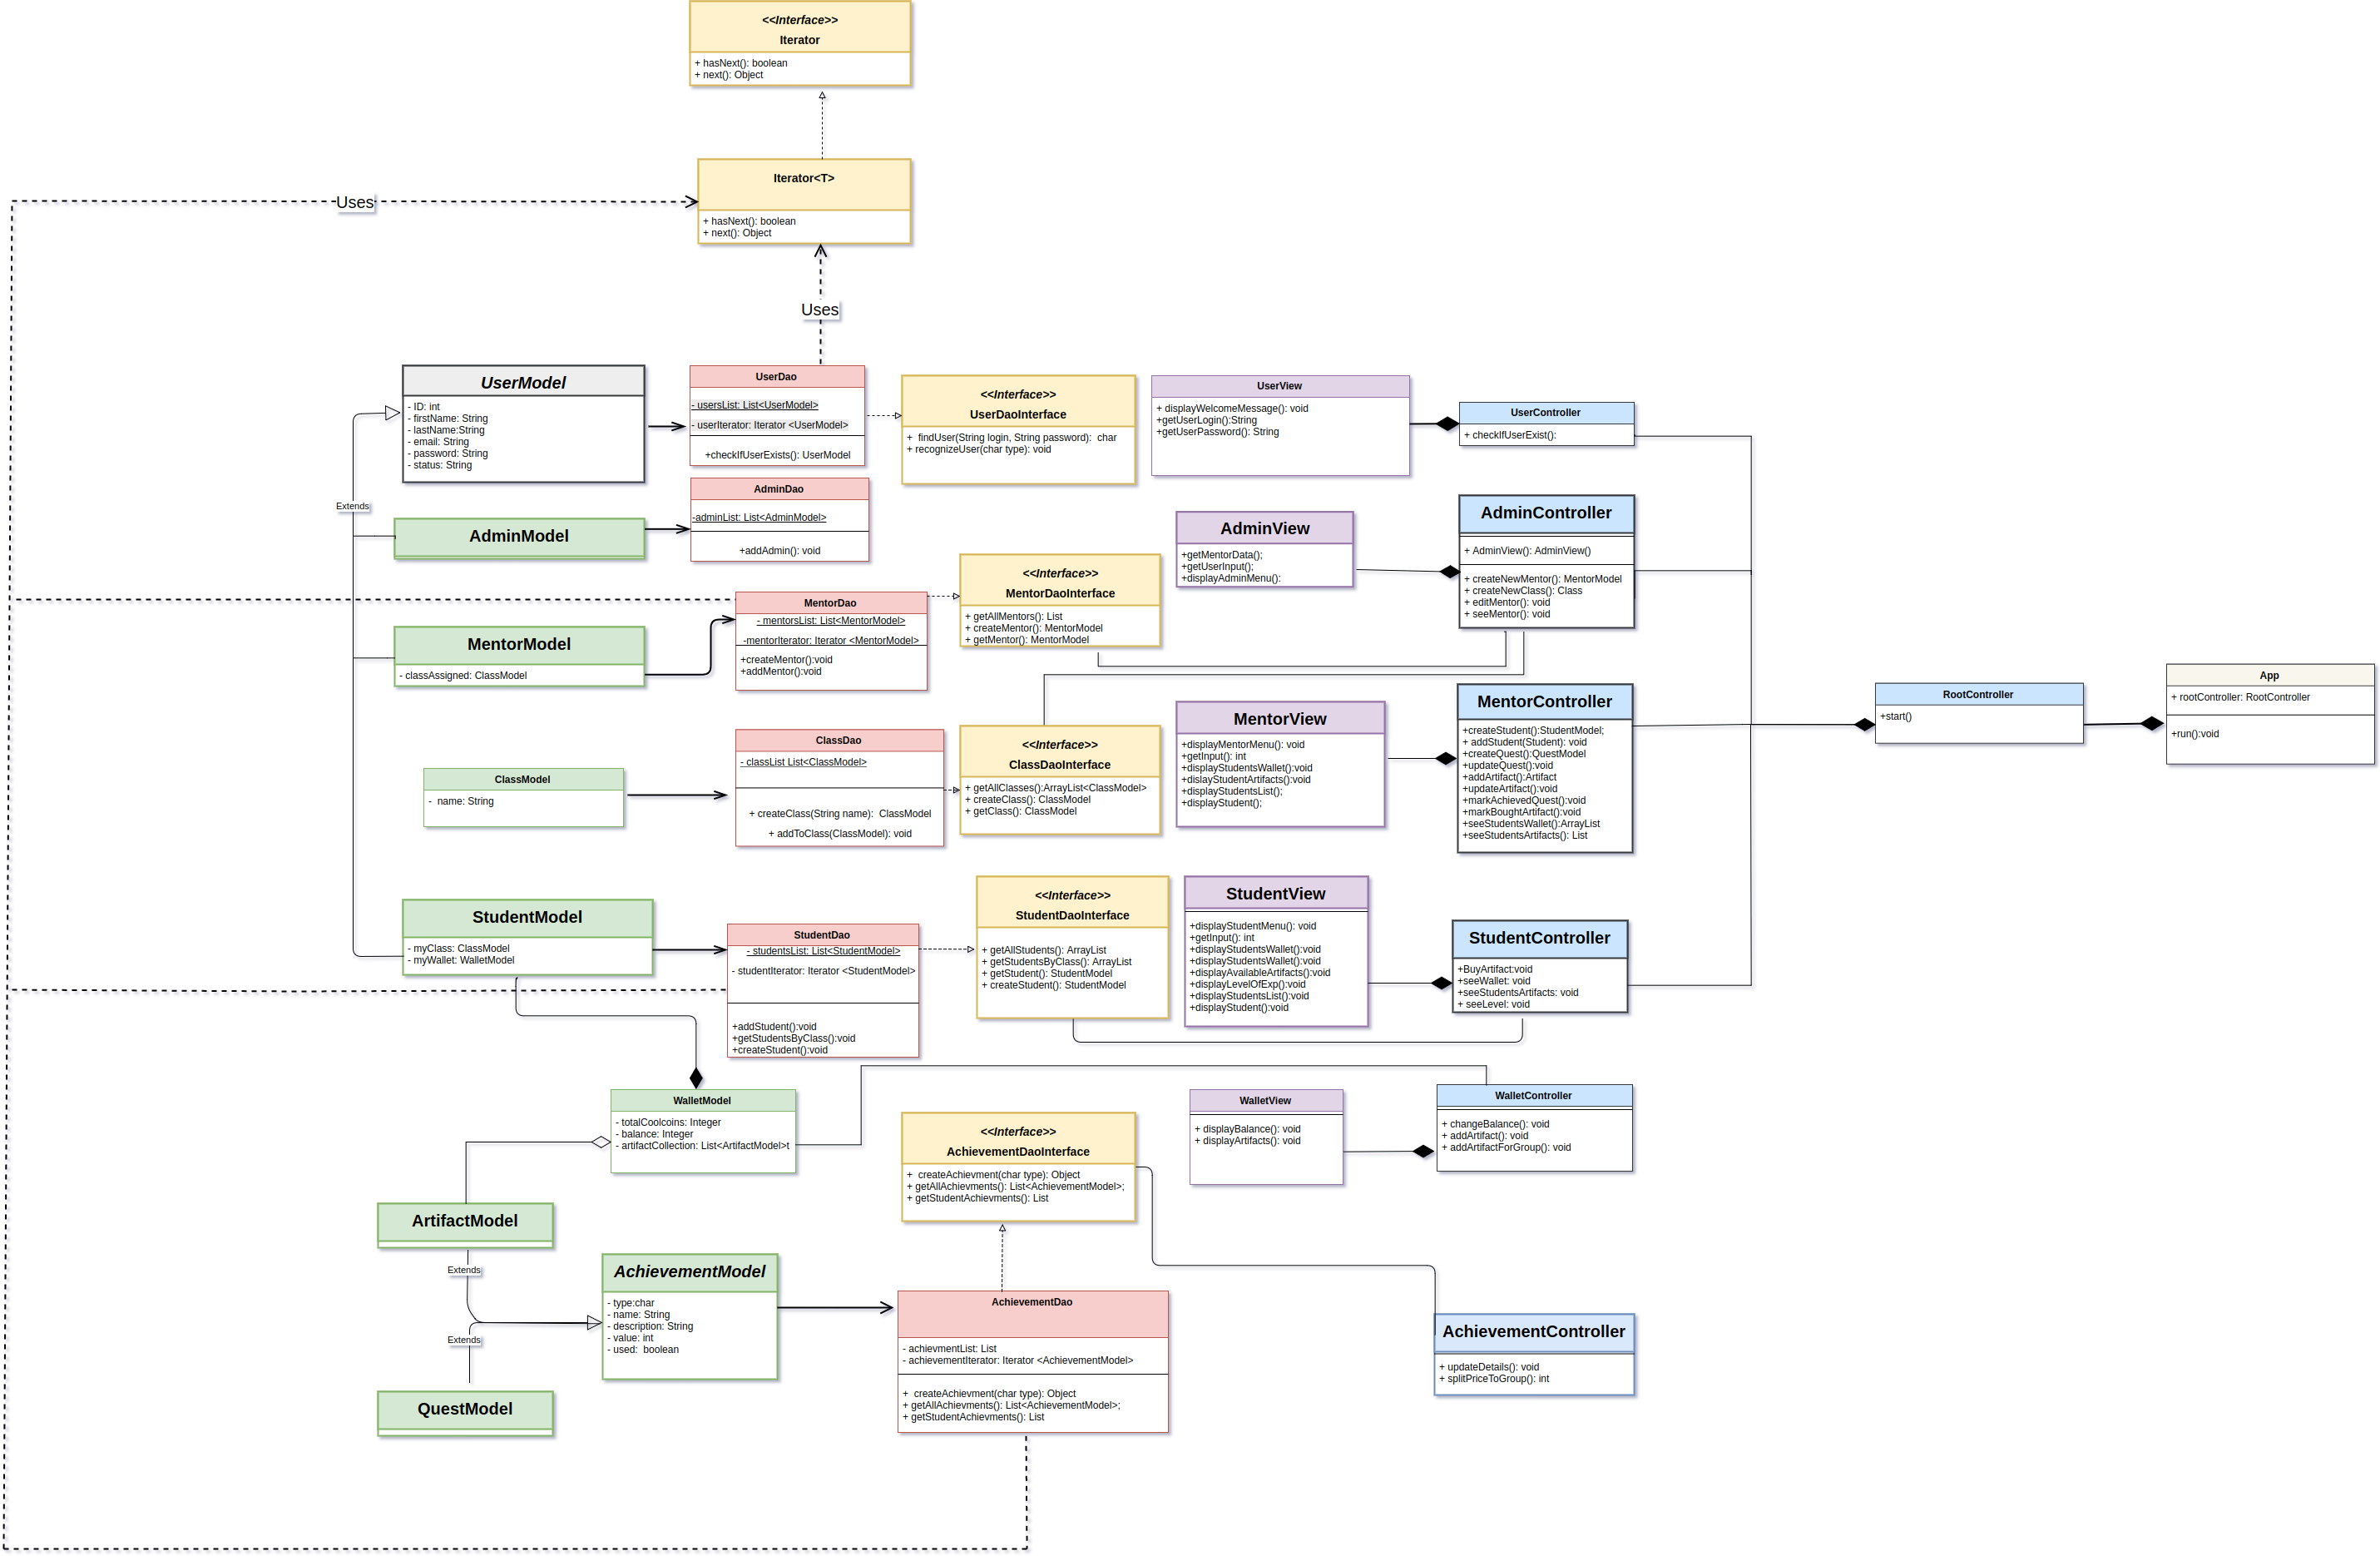 <<Interface>>
Iterator
+ hasNext(): boolean
+ next(): Object
Iterator<T>
+ hasNext(): boolean
+ next(): Object
Uses
Uses
UserModel
- ID: int
- firstName: String
- lastName:String
- email: String
- password: String
- status: String
UserDao
- usersList: List<UserModel>
- userIterator: Iterator <UserModel>
+checkIfUserExists(): UserModel
<<Interface>>
UserDaoInterface
+  findUser(String login, String password):  char
+ recognizeUser(char type): void
UserView
+ displayWelcomeMessage(): void
+getUserLogin():String
+getUserPassword(): String
UserController
+ checkIfUserExist():
Extends
AdminModel
AdminDao
-adminList: List<AdminModel>
+addAdmin(): void
AdminView
+getMentorData();
+getUserInput();
+displayAdminMenu():
AdminController
+ AdminView(): AdminView()
+ createNewMentor(): MentorModel
+ createNewClass(): Class
+ editMentor(): void
+ seeMentor(): void
MentorModel
- classAssigned: ClassModel
MentorDao
- mentorsList: List<MentorModel>
-mentorIterator: Iterator <MentorModel>
+createMentor():void
+addMentor():void
<<Interface>>
MentorDaoInterface
+ getAllMentors(): List
+ createMentor(): MentorModel
+ getMentor(): MentorModel
ClassModel
-  name: String
ClassDao
- classList List<ClassModel>
+ createClass(String name):  ClassModel
+ addToClass(ClassModel): void
<<Interface>>
ClassDaoInterface
+ getAllClasses():ArrayList<ClassModel>
+ createClass(): ClassModel
+ getClass(): ClassModel
MentorView
+displayMentorMenu(): void
+getInput(): int
+displayStudentsWallet():void
+dislayStudentArtifacts():void
+displayStudentsList();
+displayStudent();
MentorController
+createStudent():StudentModel;
+ addStudent(Student): void
+createQuest():QuestModel
+updateQuest():void
+addArtifact():Artifact
+updateArtifact():void
+markAchievedQuest():void
+markBoughtArtifact():void
+seeStudentsWallet():ArrayList
+seeStudentsArtifacts(): List
RootController
+start()
App
+ rootController: RootController
+run():void
StudentModel
- myClass: ClassModel
- myWallet: WalletModel
StudentDao
- studentsList: List<StudentModel>
- studentIterator: Iterator <StudentModel>
+addStudent():void
+getStudentsByClass():void
+createStudent():void
<<Interface>>
StudentDaoInterface
+ getAllStudents(): ArrayList
+ getStudentsByClass(): ArrayList
+ getStudent(): StudentModel
+ createStudent(): StudentModel
StudentView
+displayStudentMenu(): void
+getInput(): int
+displayStudentsWallet():void
+displayStudentsWallet():void
+displayAvailableArtifacts():void
+displayLevelOfExp():void
+displayStudentsList():void
+displayStudent():void
StudentController
+BuyArtifact:void
+seeWallet: void
+seeStudentsArtifacts: void
+ seeLevel: void
WalletModel
- totalCoolcoins: Integer
- balance: Integer
- artifactCollection: List<ArtifactModel>t
WalletView
+ displayBalance(): void
+ displayArtifacts(): void
WalletController
+ changeBalance(): void
+ addArtifact(): void
+ addArtifactForGroup(): void
<<Interface>>
AchievementDaoInterface
+  createAchievment(char type): Object
+ getAllAchievments(): List<AchievementModel>;
+ getStudentAchievments(): List
ArtifactModel
Extends
Extends
QuestModel
AchievementModel
- type:char
- name: String
- description: String
- value: int
- used:  boolean
AchievementDao
- achievmentList: List
- achievementIterator: Iterator <AchievementModel>
+  createAchievment(char type): Object
+ getAllAchievments(): List<AchievementModel>;
+ getStudentAchievments(): List
AchievementController
+ updateDetails(): void
+ splitPriceToGroup(): int